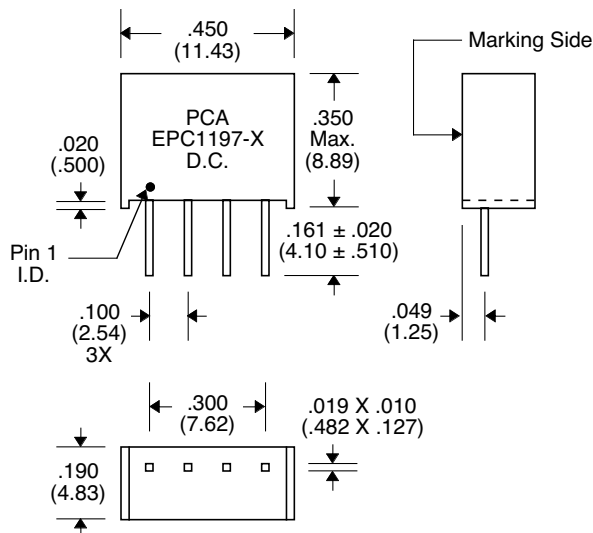 .450
(11.43)
Marking Side
PCA
EPC1197-X
D.C.
.350
Max.
(8.89)
.020
(.500)
Pin 1
I.D.
.161 ± .020
(4.10 ± .510)
.100
(2.54)
3X
.049
(1.25)
.300
(7.62)
.019 X .010
(.482 X .127)
.190
(4.83)